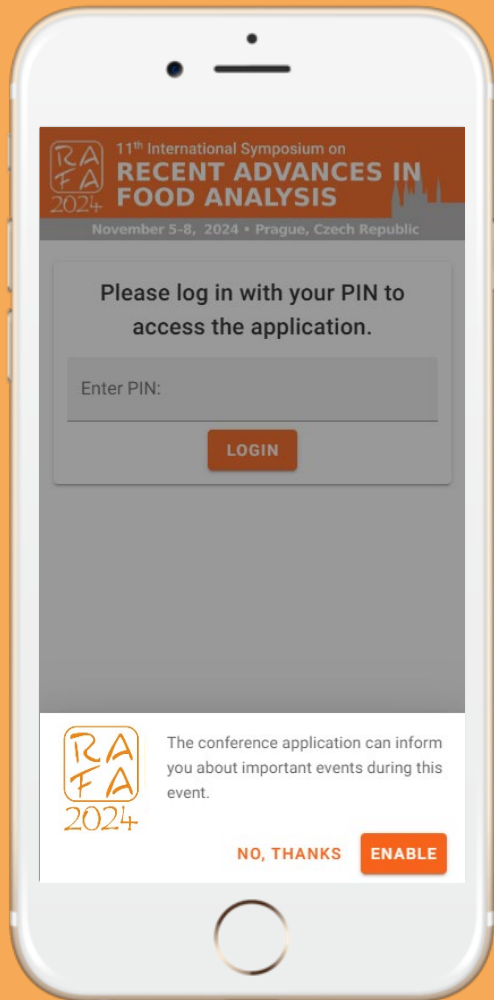 RA
FA
2024
11th International Symposium on
RECENT ADVANCES IN
FOOD ANALYSIS
November 5-8, 2024 • Prague, Czech Republic
Please log in with your PIN to
access the application.
Enter PIN:
LOGIN
RA
FA
2024
The conference application can inform
you about important events during this
event.
NO, THANKS ENABLE